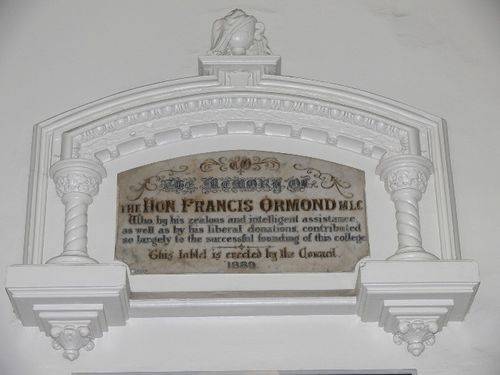 TO
THE MEMORY OF
THE HON FRANCIS ORMOND M.L.C
Who by his zealous and intelligent assistance
as well as by his liberal donations, contributed
so largely to the successful founding of this college
This tablet is erected by the Council
1889